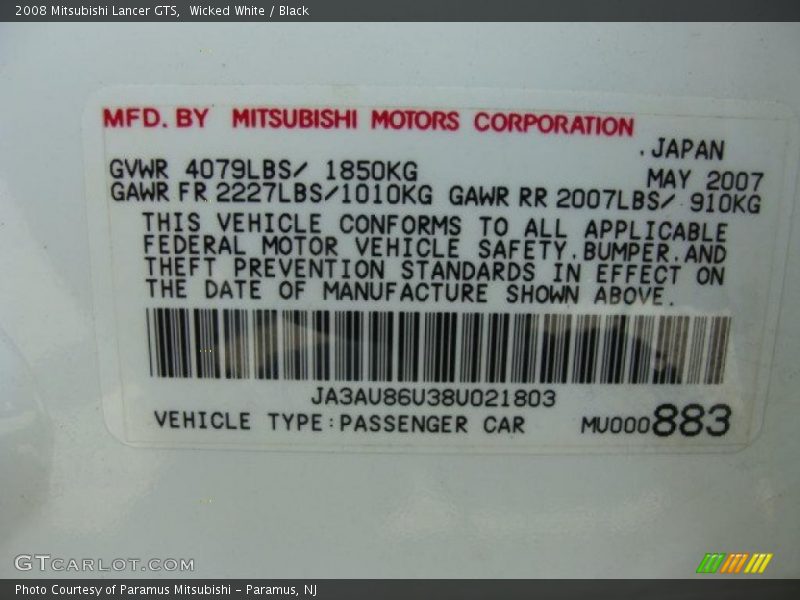 2008 Mitsubishi Lancer GTS,  Wicked White / Black
MFD. BY MITSUBISHI MOTORS CORPORATION
.JAPAN
GVWR 4079LBS/ 1850KG MAY 2007
GAWR FR 2227LBS/1010KG GAWR RR 2007LBS/ 910KG
THIS VEHICLE CONFORMS TO ALL APPLICABLE
FEDERAL MOTOR VEHICLE SAFETY.BUMPER.AND
THEFT PREVENTION STANDARDS IN EFFECT ON
THE DATE OF MANUFACTURE SHOWN ABOVE.
JA3AU86U38U021803
VEHICLE TYPE:PASSENGER CAR MU000883
GTCARLOT.COM
Photo Courtesy of Paramus Mitsubishi - Paramus, NJ